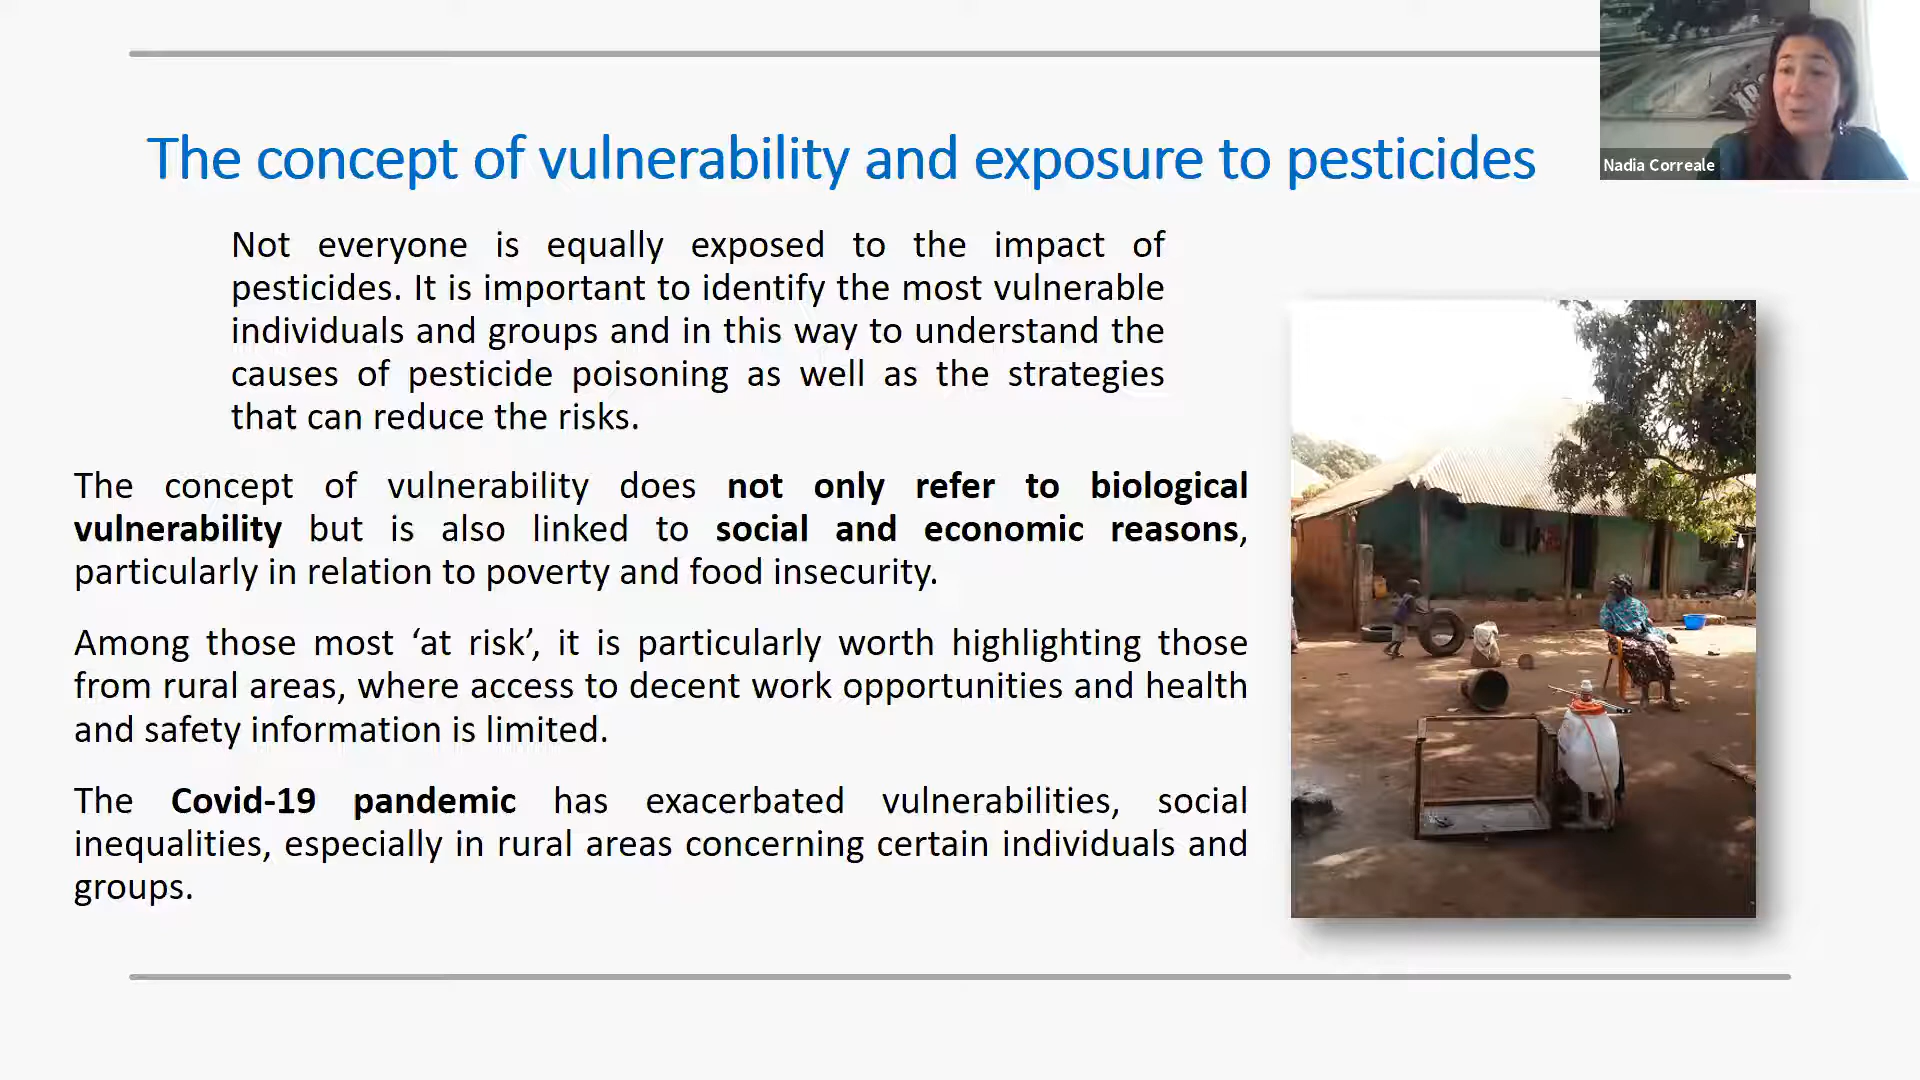 The concept of vulnerability and exposure to pesticides
Nadia Correale
Not everyone is equally exposed to the impact of
pesticides. It is important to identify the most vulnerable
individuals and groups and in this way to understand the
causes of pesticide poisoning as well as the strategies
that can reduce the risks.
The concept of vulnerability does not only refer to biological
vulnerability but is also linked to social and economic reasons,
particularly in relation to poverty and food insecurity.
Among those most ‘at risk’, it is particularly worth highlighting those
from rural areas, where access to decent work opportunities and health
and safety information is limited.
The Covid-19 pandemic has exacerbated vulnerabilities, social
inequalities, especially in rural areas concerning certain individuals and
groups.